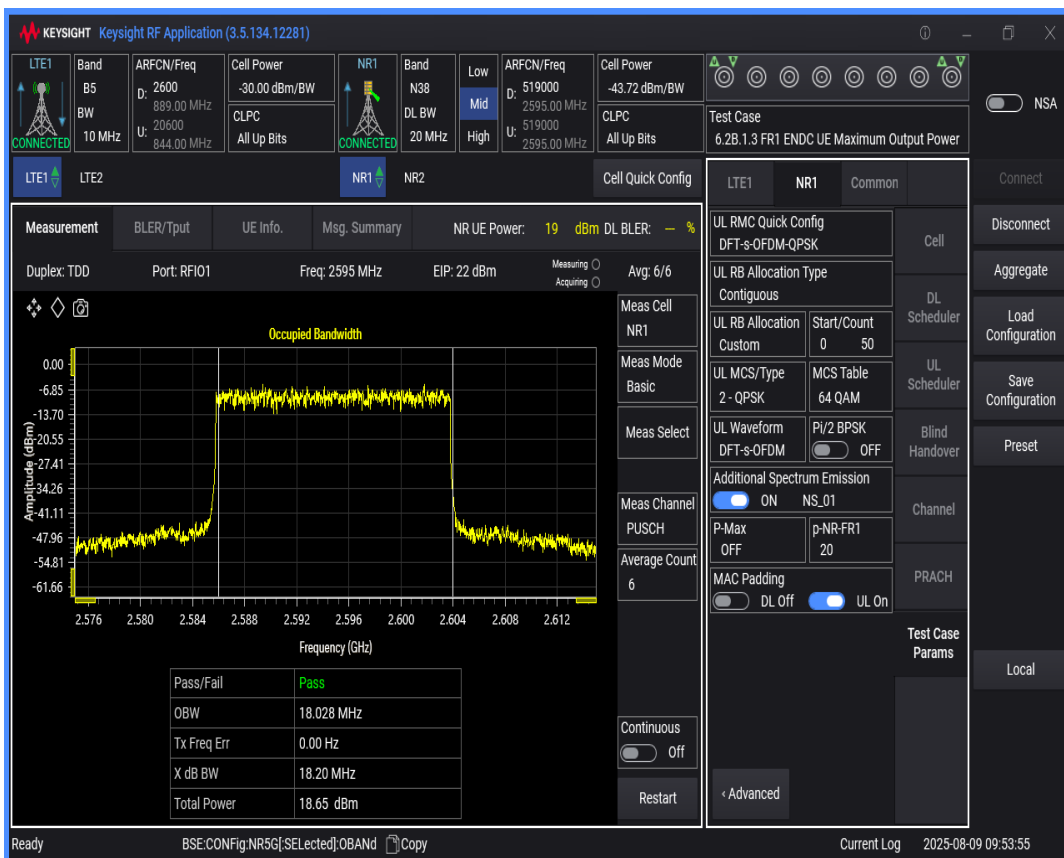 KEYSIGHT Keysight RF Application (3.5.134.12281)
LTE1 Band ARFCN/Freq Cell Power NR1 Band Low ARFCN/Freq Cell Power
B5 D: 2600 -30.00 dBm/BW N38 D: 519000 -43.72 dBm/BW
889.00 MHz Mid 2595.00 MHz
BW CLPC DL BW CLPC
CONNECTED 10 MHz U: 20600 All Up Bits CONNECTED 20 MHz High U: 519000 All Up Bits
844.00 MHz 2595.00 MHz
Test Case
6.2B.1.3 FR1 ENDC UE Maximum Output Power
NSA
LTE1 LTE2 NR1 NR2 Cell Quick Config
LTE1 NR1 Common
Connect
Measurement BLER/Tput UE Info. Msg. Summary NR UE Power: 19 dBm DL BLER: — %
Duplex: TDD Port: RFIO1 Freq: 2595 MHz EIP: 22 dBm Measuring Avg: 6/6
Acquiring
Occupied Bandwidth
Amplitude (dBm)
0.00
-6.85
-13.70
-20.55
-27.41
-34.26
-41.11
-47.96
-54.81
-61.66
2.576 2.580 2.584 2.588 2.592 2.596 2.600 2.604 2.608 2.612
Frequency (GHz)
Pass/Fail Pass
OBW 18.028 MHz
Tx Freq Err 0.00 Hz
X dB BW 18.20 MHz
Total Power 18.65 dBm
Meas Cell
NR1
Meas Mode
Basic
Meas Select
Meas Channel
PUSCH
Average Count
6
Continuous
Off
Restart
UL RMC Quick Config
DFT-s-OFDM-QPSK
UL RB Allocation Type
Contiguous
UL RB Allocation Start/Count
Custom 0 50
UL MCS/Type MCS Table
2 - QPSK 64 QAM
UL Waveform Pi/2 BPSK
DFT-s-OFDM OFF
Additional Spectrum Emission
ON NS_01
P-Max p-NR-FR1
OFF 20
MAC Padding
DL Off UL On
‹ Advanced
Cell
DL
Scheduler
UL
Scheduler
Blind
Handover
Channel
PRACH
Test Case
Params
Disconnect
Aggregate
Load
Configuration
Save
Configuration
Preset
Local
Ready BSE:CONFig:NR5G[:SELected]:OBANd Copy Current Log 2025-08-09 09:53:55